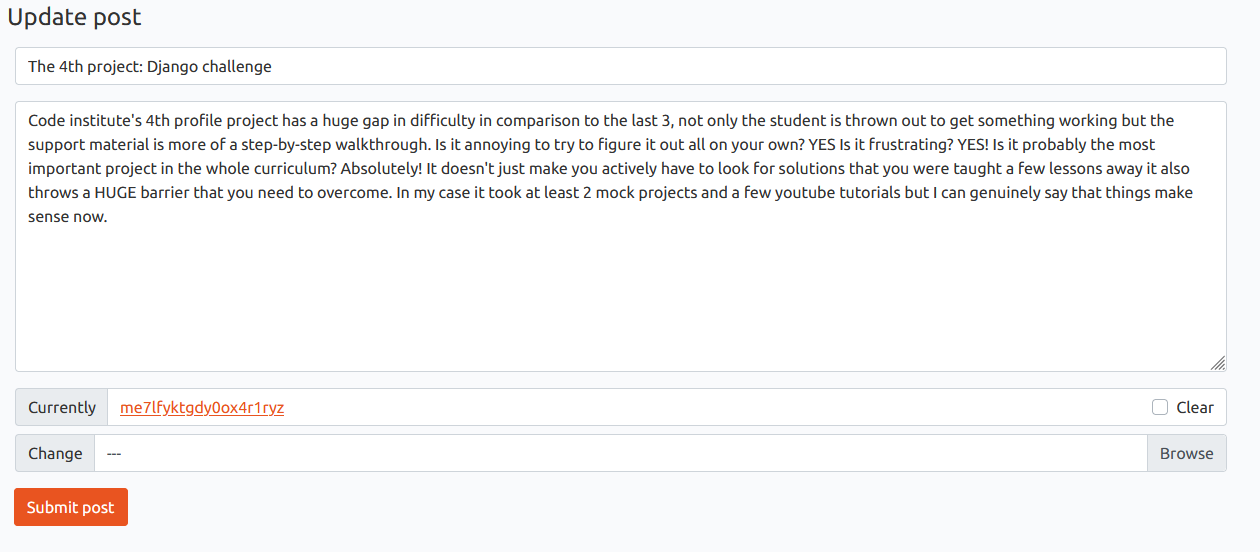 Update post
The 4th project: Django challenge
Code institute's 4th profile project has a huge gap in difficulty in comparison to the last 3, not only the student is thrown out to get something working but the
support material is more of a step-by-step walkthrough. Is it annoying to try to figure it out all on your own? YES Is it frustrating? YES! Is it probably the most
important project in the whole curriculum? Absolutely! It doesn't just make you actively have to look for solutions that you were taught a few lessons away it also
throws a HUGE barrier that you need to overcome. In my case it took at least 2 mock projects and a few youtube tutorials but I can genuinely say that things make
sense now.
Currently me7lfyktgdy0ox4r1ryz Clear
Change --- Browse
Submit post